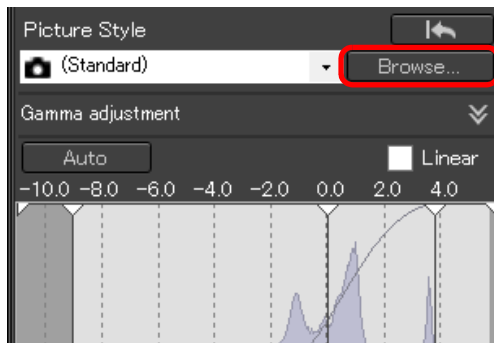 Picture Style
(Standard) Browse...
Gamma adjustment
Auto Linear
-10.0 -8.0 -6.0 -4.0 -2.0 0.0 2.0 4.0